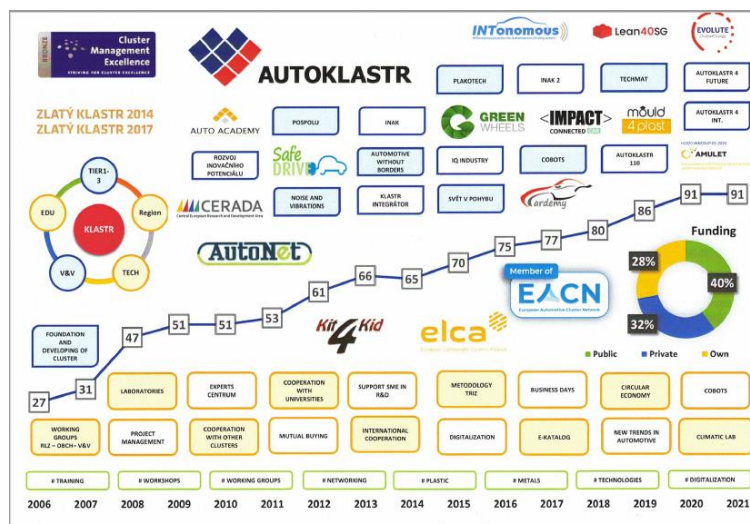 BRONZE
Cluster
Management
Excellence
STRIVING FOR CLUSTER EXCELLENCE
AUTOKLASTR
INTonomous
Lean40SG
EVOLUTE
ZLATÝ KLASTR 2014
ZLATÝ KLASTR 2017
PLAKOTECH
INAK 2
TECHMAT
AUTOKLASTR 4
FUTURE
AUTO ACADEMY
POSPOLU
INAK
GREEN
WHEELS
<IMPACT>
CONNECTED CAR
mould
4 plast
AUTOKLASTR 4
INT.
ROZVOJ
INOVAČNÍHO
POTENCIÁLU
Safe
DRIVE
AUTOMOTIVE
WITHOUT
BORDERS
IQ INDUSTRY
COBOTS
AUTOKLASTR
110
AMULET
CERADA
Central European Research and Development Area
NOISE AND
VIBRATIONS
KLASTR
INTEGRÁTOR
SVĚT V POHYBU
Cardemy
TIER1-
3
EDU
Region
KLASTR
V&V
TECH
AutoNet
Member of
EACN
European Automotive Cluster Network
Funding
28%
40%
32%
Public
Private
Own
Kit
4
Kid
elca
27
31
47
51
51
53
61
66
65
70
75
77
80
86
91
91
FOUNDATION
AND
DEVELOPING OF
CLUSTER
LABORATORIES
EXPERTS
CENTRUM
COOPERATION
WITH
UNIVERSITIES
SUPPORT SME IN
R&D
METHODOLOGY
TRIZ
BUSINESS DAYS
CIRCULAR
ECONOMY
COBOTS
WORKING
GROUPS
RLZ – OBCH– V&V
PROJECT
MANAGEMENT
COOPERATION
WITH OTHER
CLUSTERS
MUTUAL BUYING
INTERNATIONAL
COOPERATION
DIGITALIZATION
E-KATALOG
NEW TRENDS IN
AUTOMOTIVE
CLIMATIC LAB
# TRAINING
# WORKSHOPS
# WORKING GROUPS
# NETWORKING
# PLASTIC
# METALS
# TECHNOLOGIES
# DIGITALIZATION
2006
2007
2008
2009
2010
2011
2012
2013
2014
2015
2016
2017
2018
2019
2020
2021